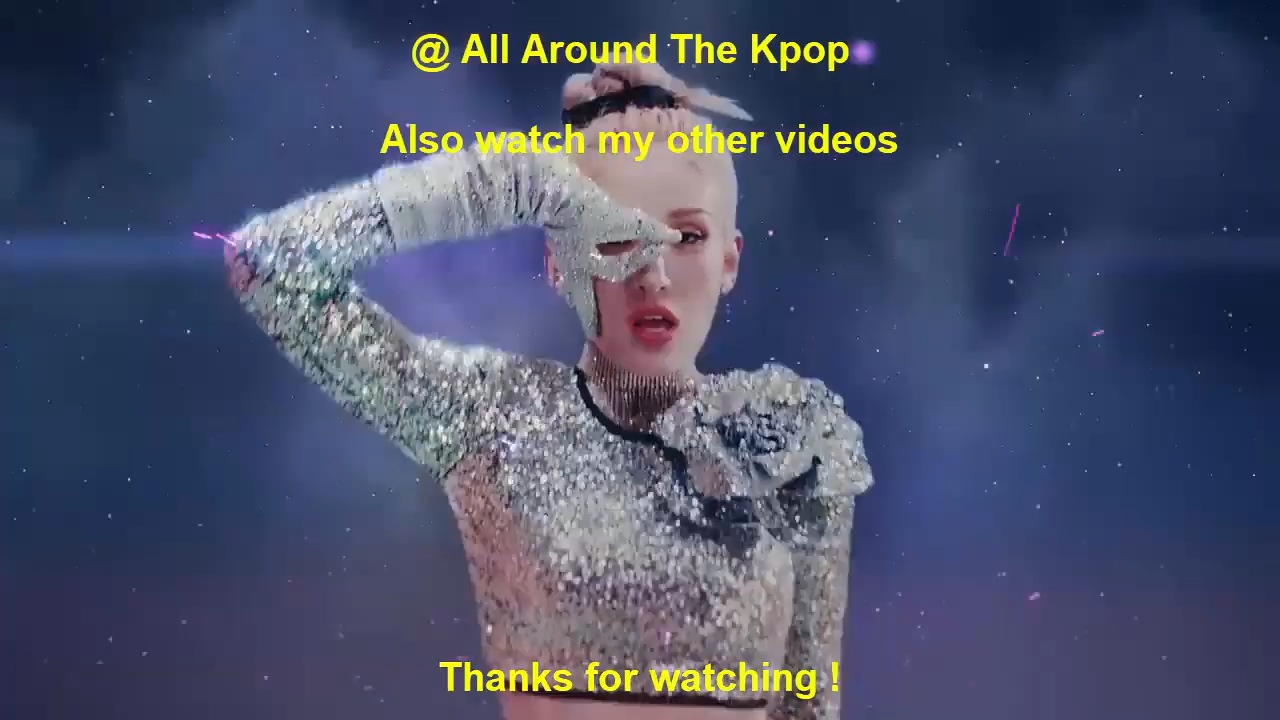 @ All Around The Kpop
Also watch my other videos
Thanks for watching !